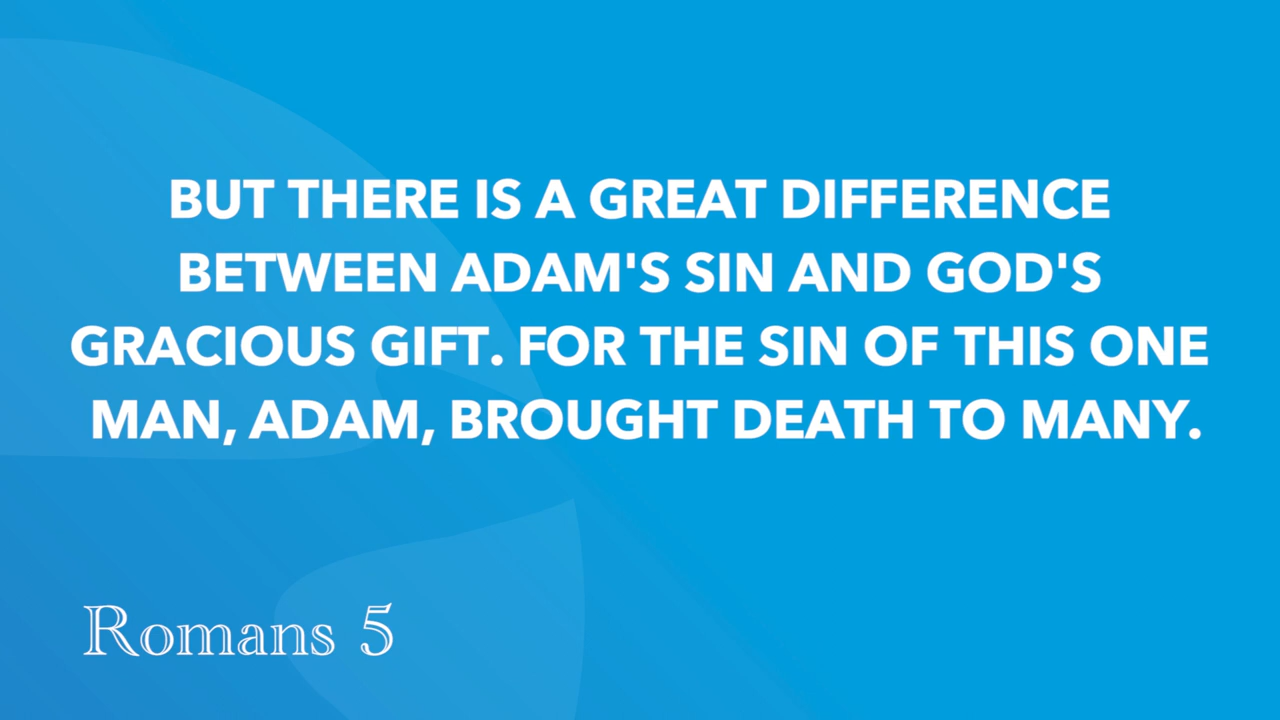 BUT THERE IS A GREAT DIFFERENCE
BETWEEN ADAM'S SIN AND GOD'S
GRACIOUS GIFT. FOR THE SIN OF THIS ONE
MAN, ADAM, BROUGHT DEATH TO MANY.
Romans 5